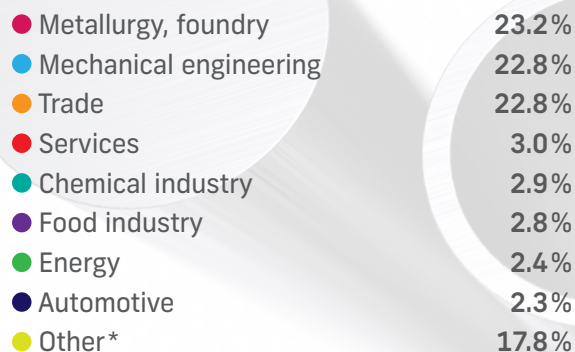 Metallurgy, foundry 23.2%
Mechanical engineering 22.8%
Trade 22.8%
Services 3.0%
Chemical industry 2.9%
Food industry 2.8%
Energy 2.4%
Automotive 2.3%
Other* 17.8%